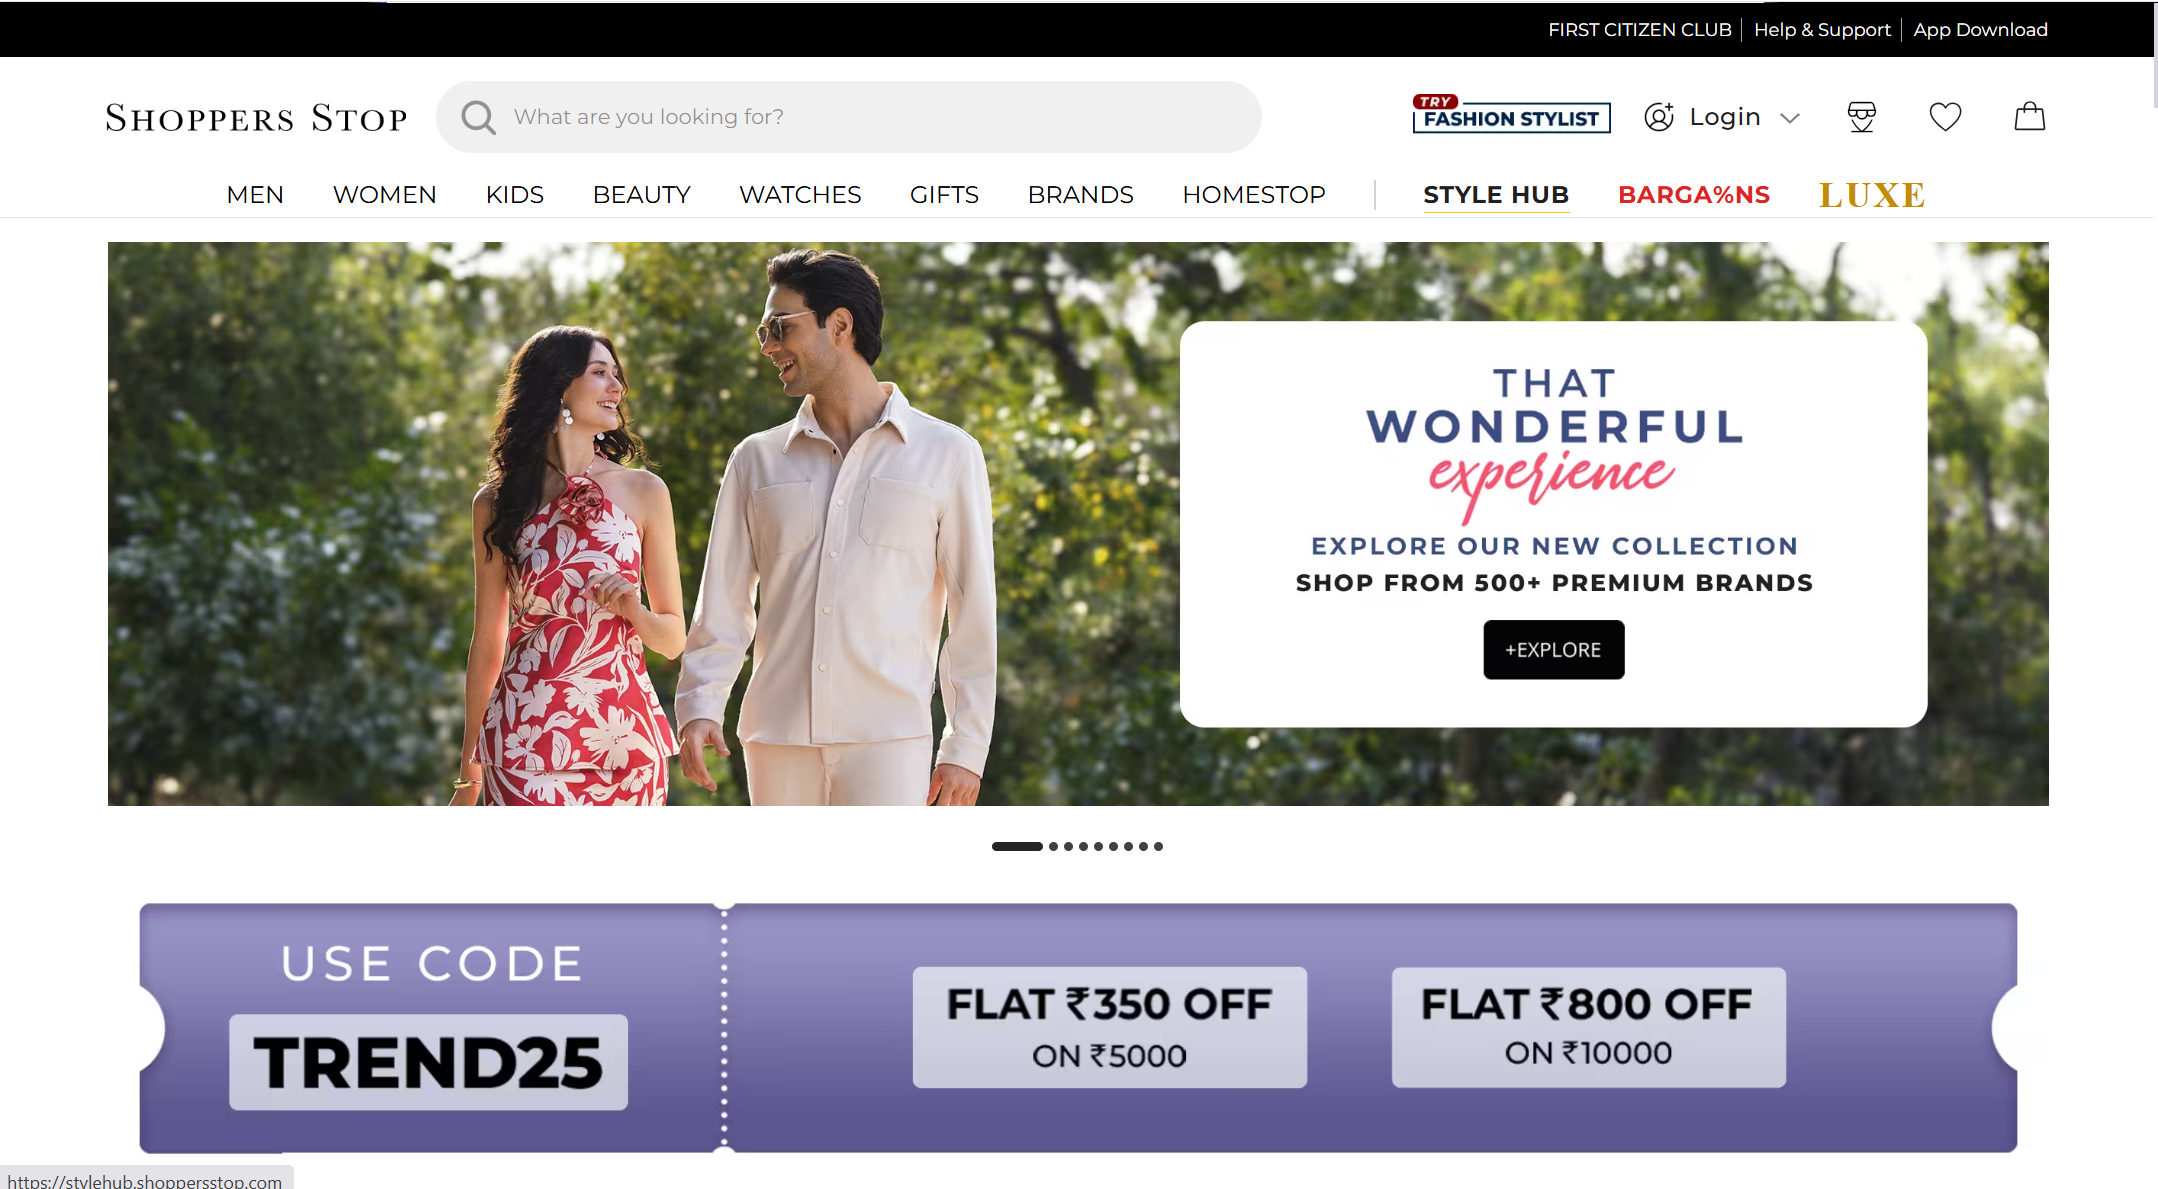 FIRST CITIZEN CLUB
Help & Support
App Download
SHOPPERS STOP
What are you looking for?
TRY
FASHION STYLIST
Login
MEN
WOMEN
KIDS
BEAUTY
WATCHES
GIFTS
BRANDS
HOMESTOP
STYLE HUB
BARGA%NS
LUXE
THAT
WONDERFUL
experience
EXPLORE OUR NEW COLLECTION
SHOP FROM 500+ PREMIUM BRANDS
+EXPLORE
USE CODE
TREND25
FLAT ₹350 OFF
ON ₹5000
FLAT ₹800 OFF
ON ₹10000
https://stylehub.shoppersstop.com